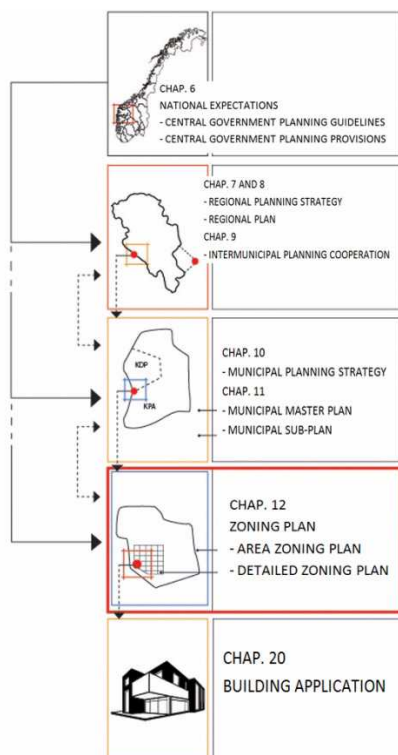 CHAP. 6
NATIONAL EXPECTATIONS
- CENTRAL GOVERNMENT PLANNING GUIDELINES
- CENTRAL GOVERNMENT PLANNING PROVISIONS
CHAP. 7 AND 8
- REGIONAL PLANNING STRATEGY
- REGIONAL PLAN
CHAP. 9
- INTERMUNICIPAL PLANNING COOPERATION
KDP
KPA
CHAP. 10
- MUNICIPAL PLANNING STRATEGY
CHAP. 11
- MUNICIPAL MASTER PLAN
- MUNICIPAL SUB-PLAN
CHAP. 12
ZONING PLAN
- AREA ZONING PLAN
- DETAILED ZONING PLAN
CHAP. 20
BUILDING APPLICATION